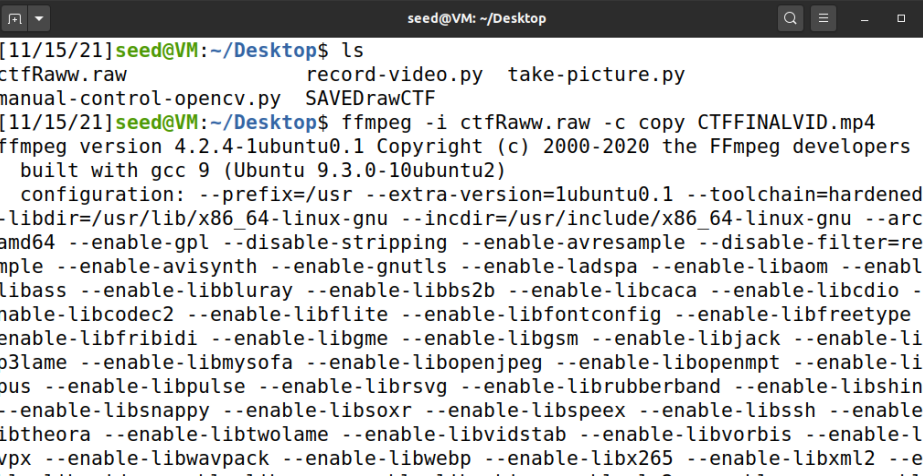 seed@VM: ~/Desktop
[11/15/21]seed@VM:~/Desktop$ ls
ctfRaww.raw record-video.py take-picture.py
manual-control-opencv.py SAVEDrawCTF
[11/15/21]seed@VM:~/Desktop$ ffmpeg -i ctfRaww.raw -c copy CTFFINALVID.mp4
ffmpeg version 4.2.4-1ubuntu0.1 Copyright (c) 2000-2020 the FFmpeg developers
built with gcc 9 (Ubuntu 9.3.0-10ubuntu2)
configuration: --prefix=/usr --extra-version=1ubuntu0.1 --toolchain=hardened
-libdir=/usr/lib/x86_64-linux-gnu --incdir=/usr/include/x86_64-linux-gnu --arc
amd64 --enable-gpl --disable-stripping --enable-avresample --disable-filter=re
mple --enable-avisynth --enable-gnutls --enable-ladspa --enable-libaom --enabl
libass --enable-libbluray --enable-libbs2b --enable-libcaca --enable-libcdio -
nable-libcodec2 --enable-libflite --enable-libfontconfig --enable-libfreetype
enable-libfribidi --enable-libgme --enable-libgsm --enable-libjack --enable-li
p3lame --enable-libmysofa --enable-libopenjpeg --enable-libopenmpt --enable-li
pus --enable-libpulse --enable-librsvg --enable-librubberband --enable-libshin
--enable-libsnappy --enable-libsoxr --enable-libspeex --enable-libssh --enable
ibtheora --enable-libtwolame --enable-libvidstab --enable-libvorbis --enable-l
vpx --enable-libwavpack --enable-libwebp --enable-libx265 --enable-libxml2 --e